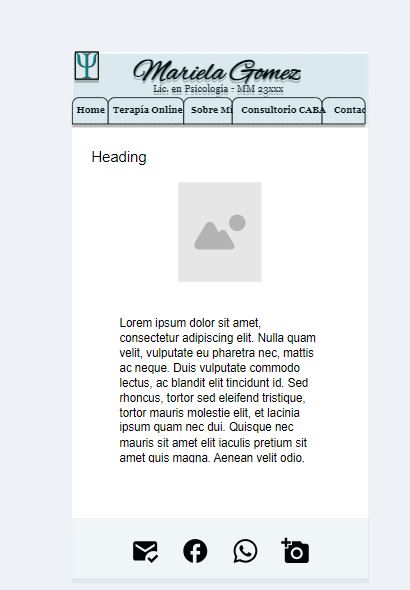 Ψ
Mariela Gomez
Lic. en Psicología - MM 23xxx
Home Terapía Online Sobre Mi Consultorio CABA Contac
Heading
Lorem ipsum dolor sit amet,
consectetur adipiscing elit. Nulla quam
velit, vulputate eu pharetra nec, mattis
ac neque. Duis vulputate commodo
lectus, ac blandit elit tincidunt id. Sed
rhoncus, tortor sed eleifend tristique,
tortor mauris molestie elit, et lacinia
ipsum quam nec dui. Quisque nec
mauris sit amet elit iaculis pretium sit
amet quis magna. Aenean velit odio,